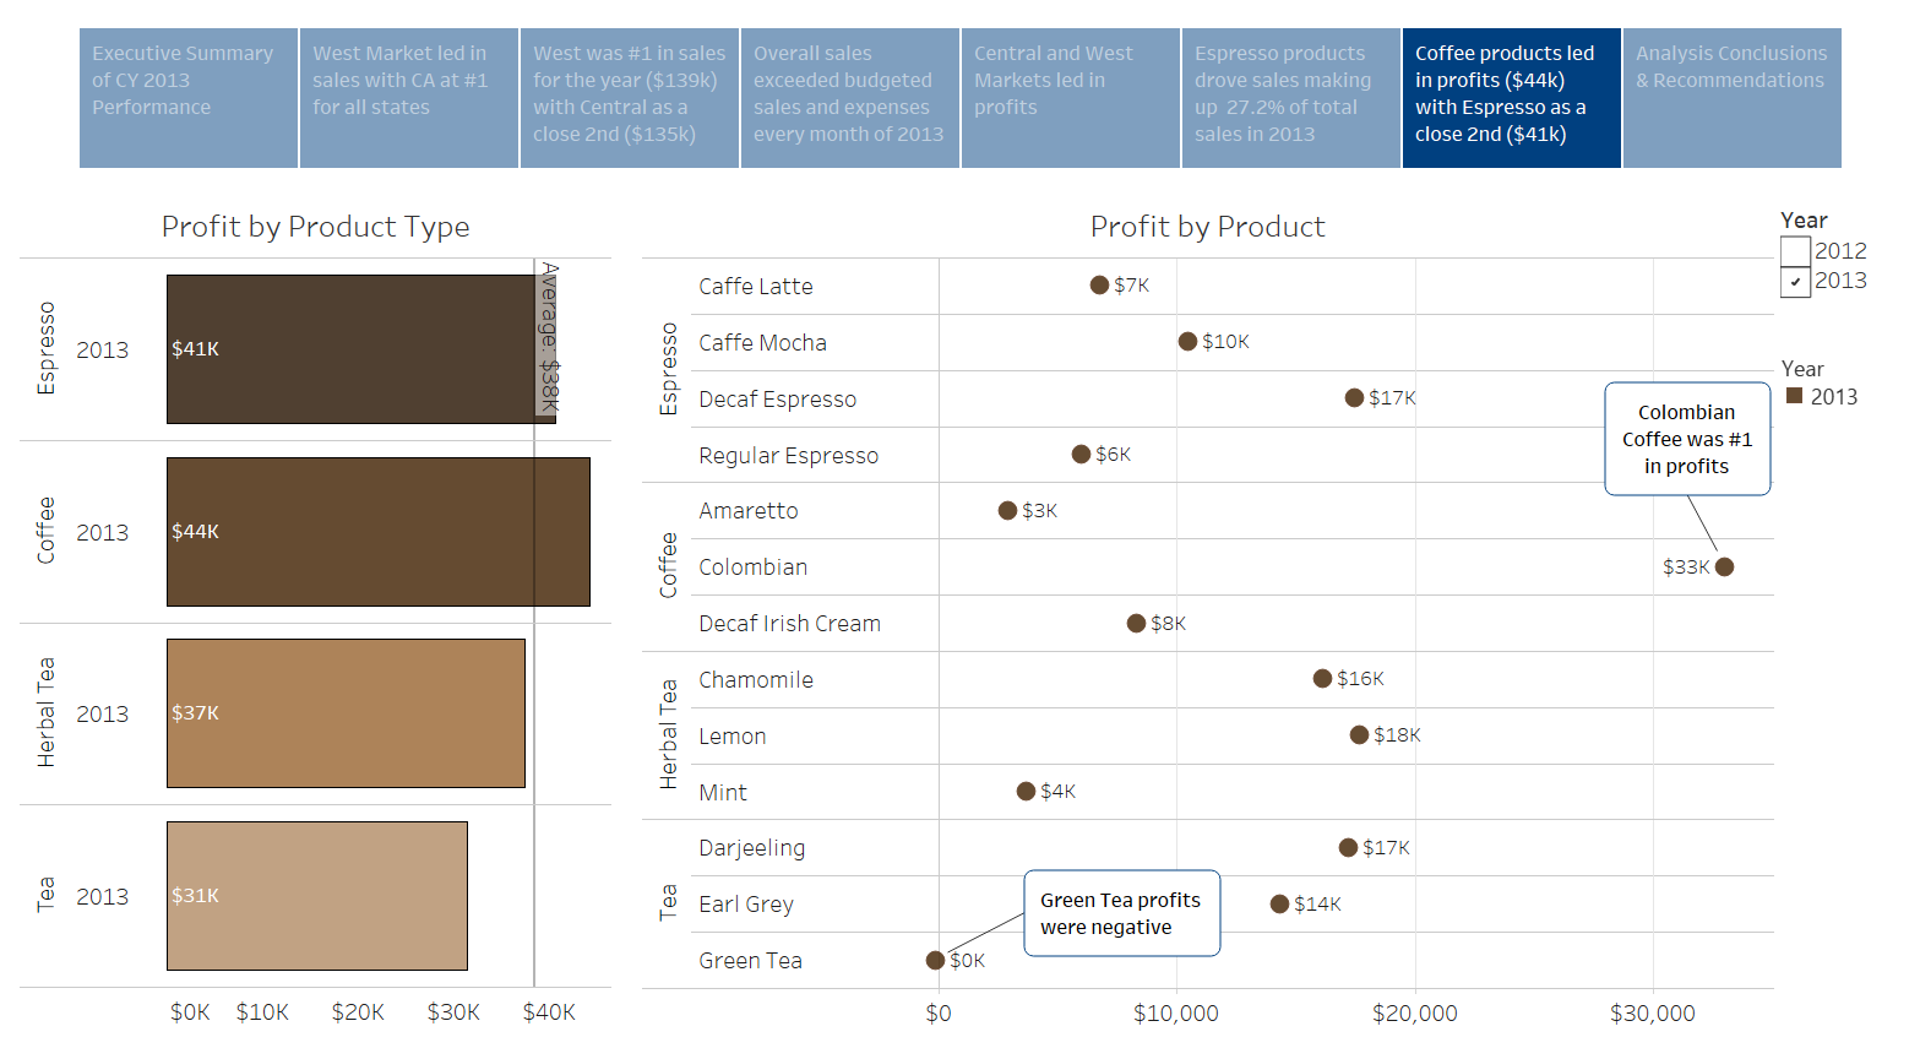 Executive Summary
of CY 2013
Performance
West Market led in
sales with CA at #1
for all states
West was #1 in sales
for the year ($139k)
with Central as a
close 2nd ($135k)
Overall sales
exceeded budgeted
sales and expenses
every month of 2013
Central and West
Markets led in
profits
Espresso products
drove sales making
up 27.2% of total
sales in 2013
Coffee products led
in profits ($44k)
with Espresso as a
close 2nd ($41k)
Analysis Conclusions
& Recommendations
Profit by Product Type
Espresso
2013
$41K
Average: $38K
Coffee
2013
$44K
Herbal Tea
2013
$37K
Tea
2013
$31K
$0K $10K $20K $30K $40K
Profit by Product
Espresso
Caffe Latte $7K
Caffe Mocha $10K
Decaf Espresso $17K
Regular Espresso $6K
Coffee
Amaretto $3K
Colombian $33K
Decaf Irish Cream $8K
Herbal Tea
Chamomile $16K
Lemon $18K
Mint $4K
Tea
Darjeeling $17K
Earl Grey $14K
Green Tea $0K
$0 $10,000 $20,000 $30,000
Colombian
Coffee was #1
in profits
Green Tea profits
were negative
Year
2012
2013
Year
2013